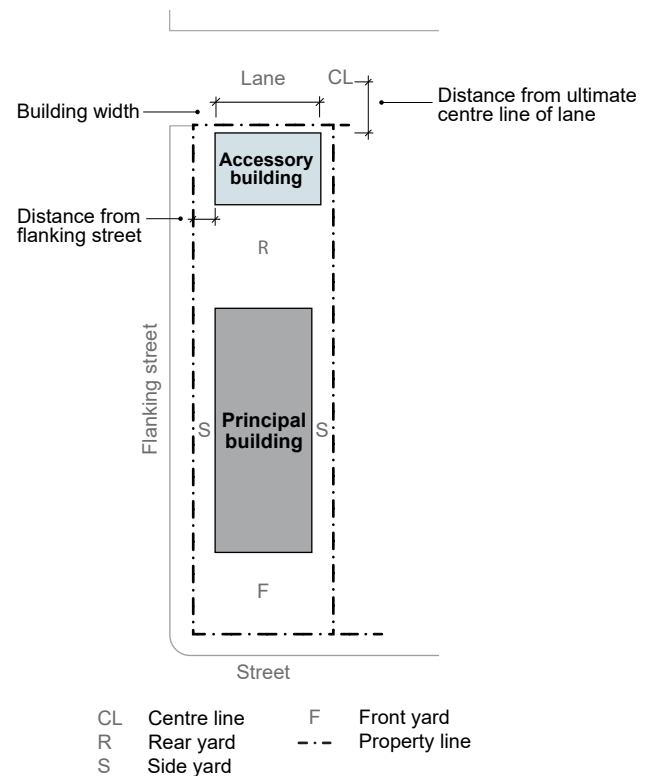 Lane
CL
Distance from ultimate
centre line of lane
Building width
Accessory
building
Distance from
flanking street
R
Flanking street
S
Principal
building
S
F
Street
CL Centre line
R Rear yard
S Side yard
F Front yard
Property line